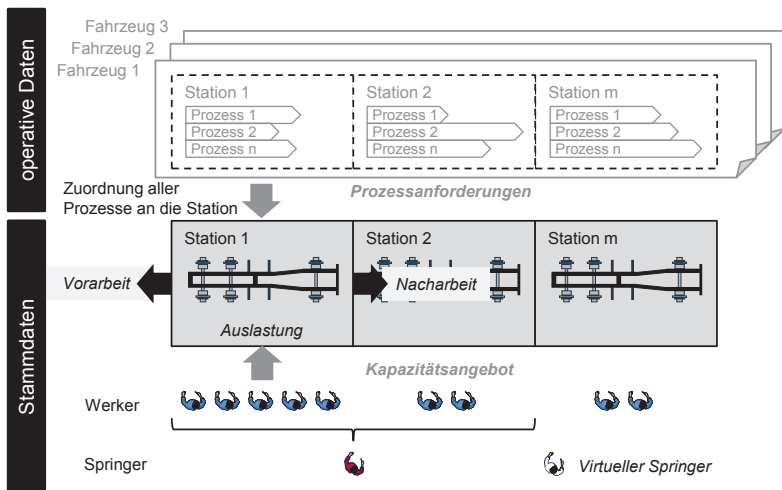 operative Daten
Fahrzeug 3
Fahrzeug 2
Fahrzeug 1
Station 1
Station 2
Station m
Prozess 1
Prozess 2
Prozess n
Prozess 1
Prozess 2
Prozess n
Prozess 1
Prozess 2
Prozess n
Zuordnung aller
Prozesse an die Station
Prozessanforderungen
Stammdaten
Station 1
Station 2
Station m
Vorarbeit
Nacharbeit
Auslastung
Kapazitätsangebot
Werker
Springer
Virtueller Springer